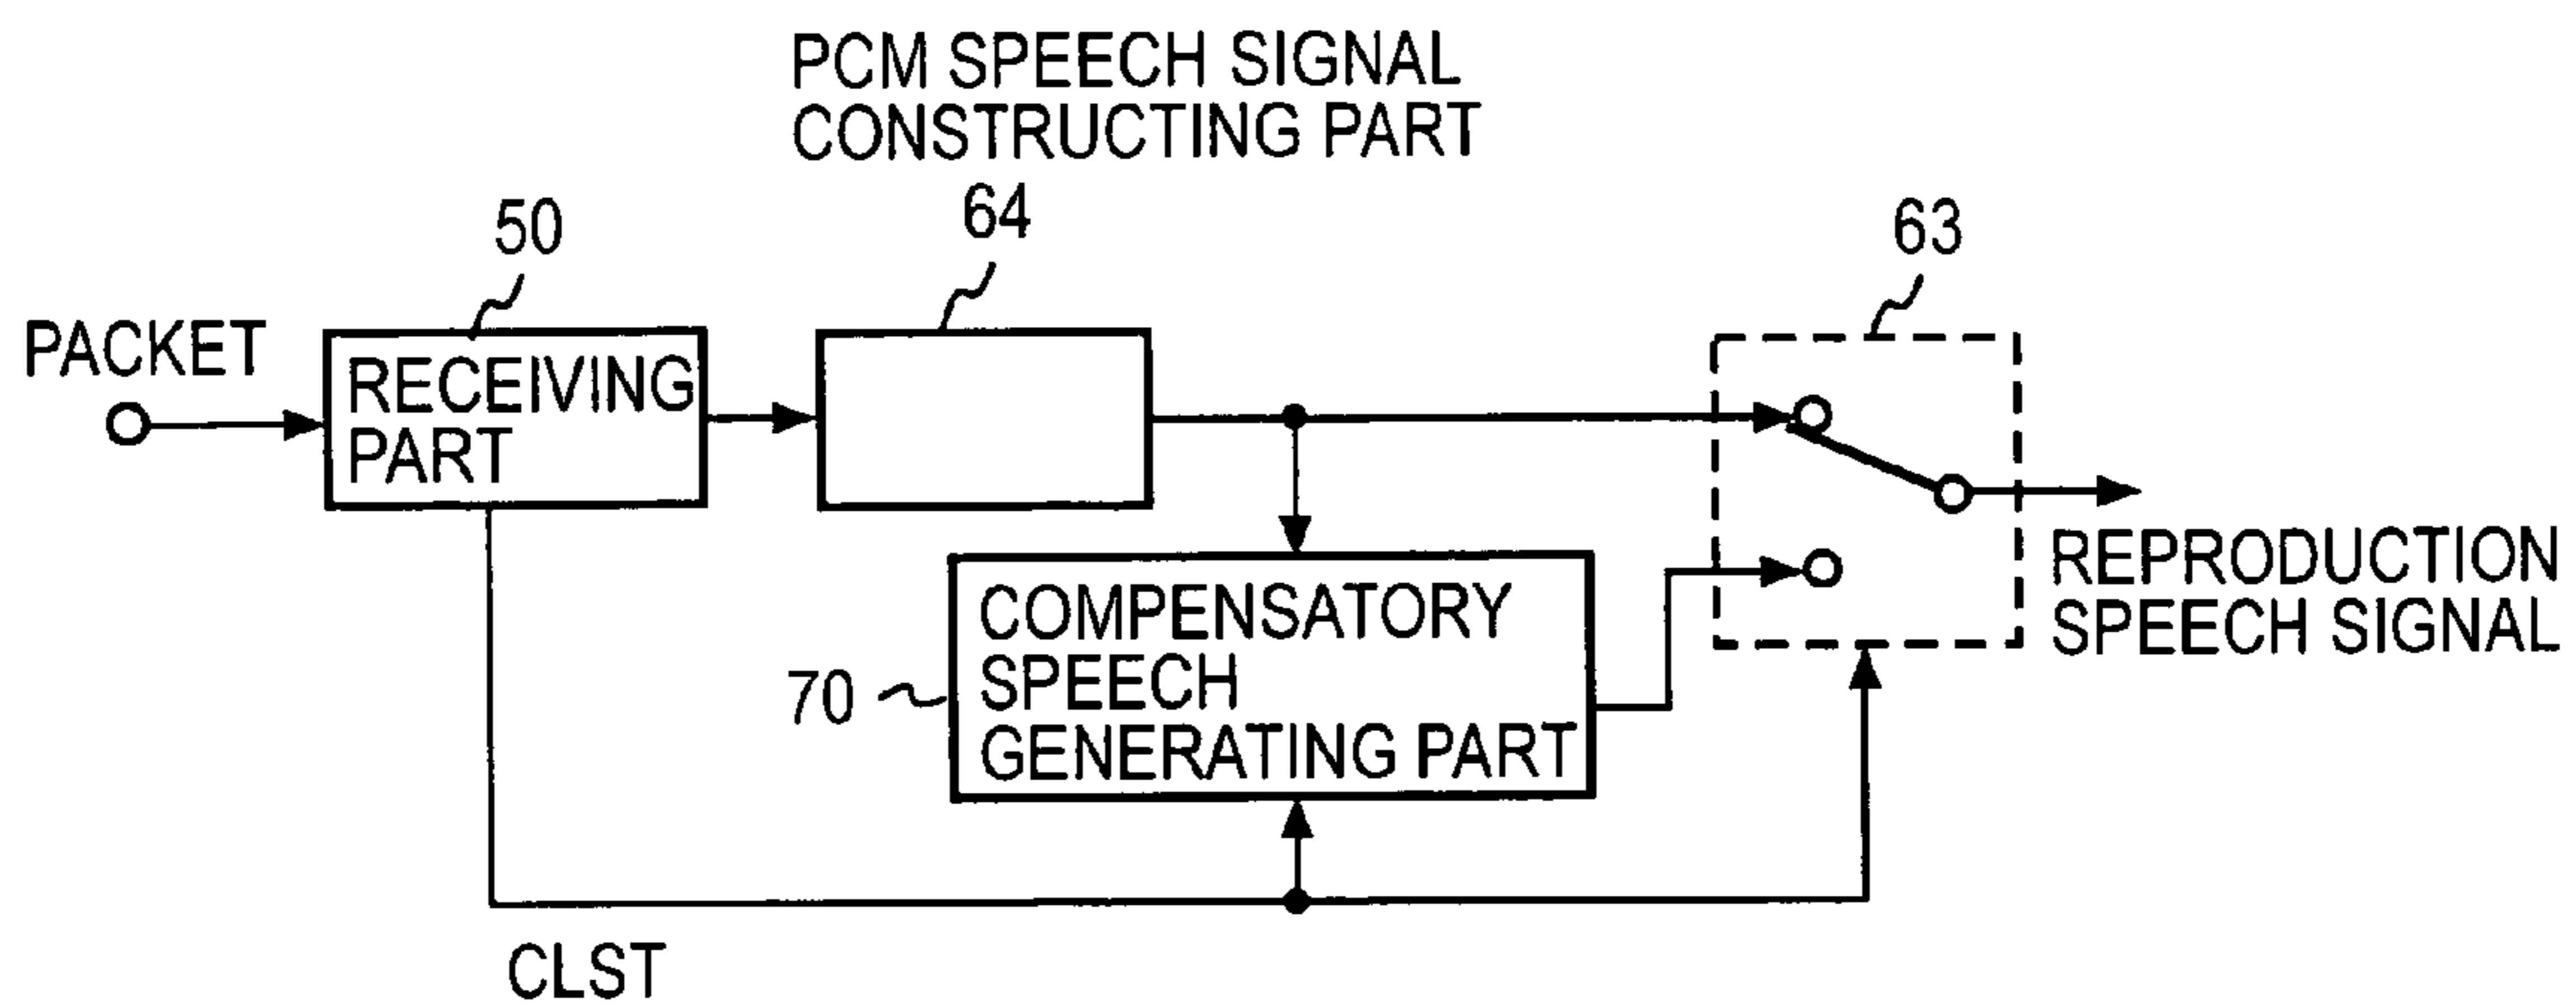 PCM SPEECH SIGNAL
CONSTRUCTING PART
64
50
63
PACKET
RECEIVING
PART
REPRODUCTION
SPEECH SIGNAL
COMPENSATORY
SPEECH
GENERATING PART
70
CLST